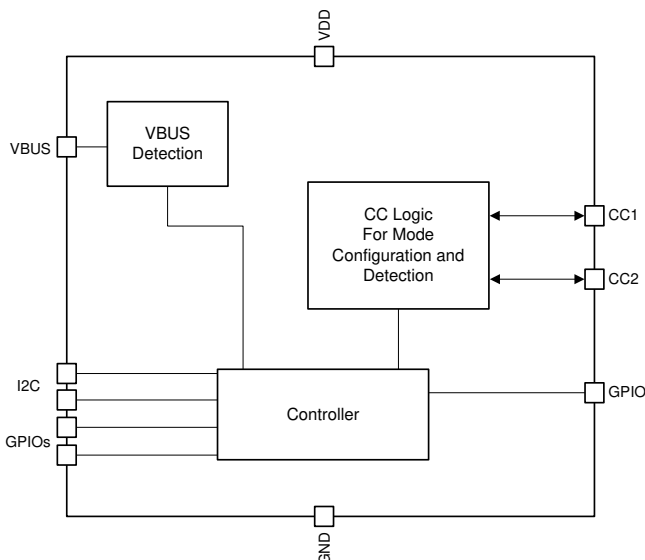 VDD
VBUS
Detection
VBUS
CC Logic
For Mode
Configuration and
Detection
CC1
CC2
I2C
GPIOs
Controller
GPIO
GND